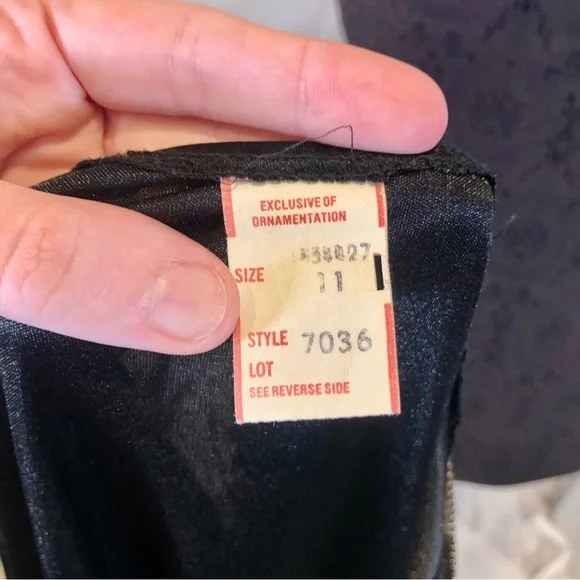 EXCLUSIVE OF
ORNAMENTATION
SIZE 11
STYLE 7036
LOT
SEE REVERSE SIDE